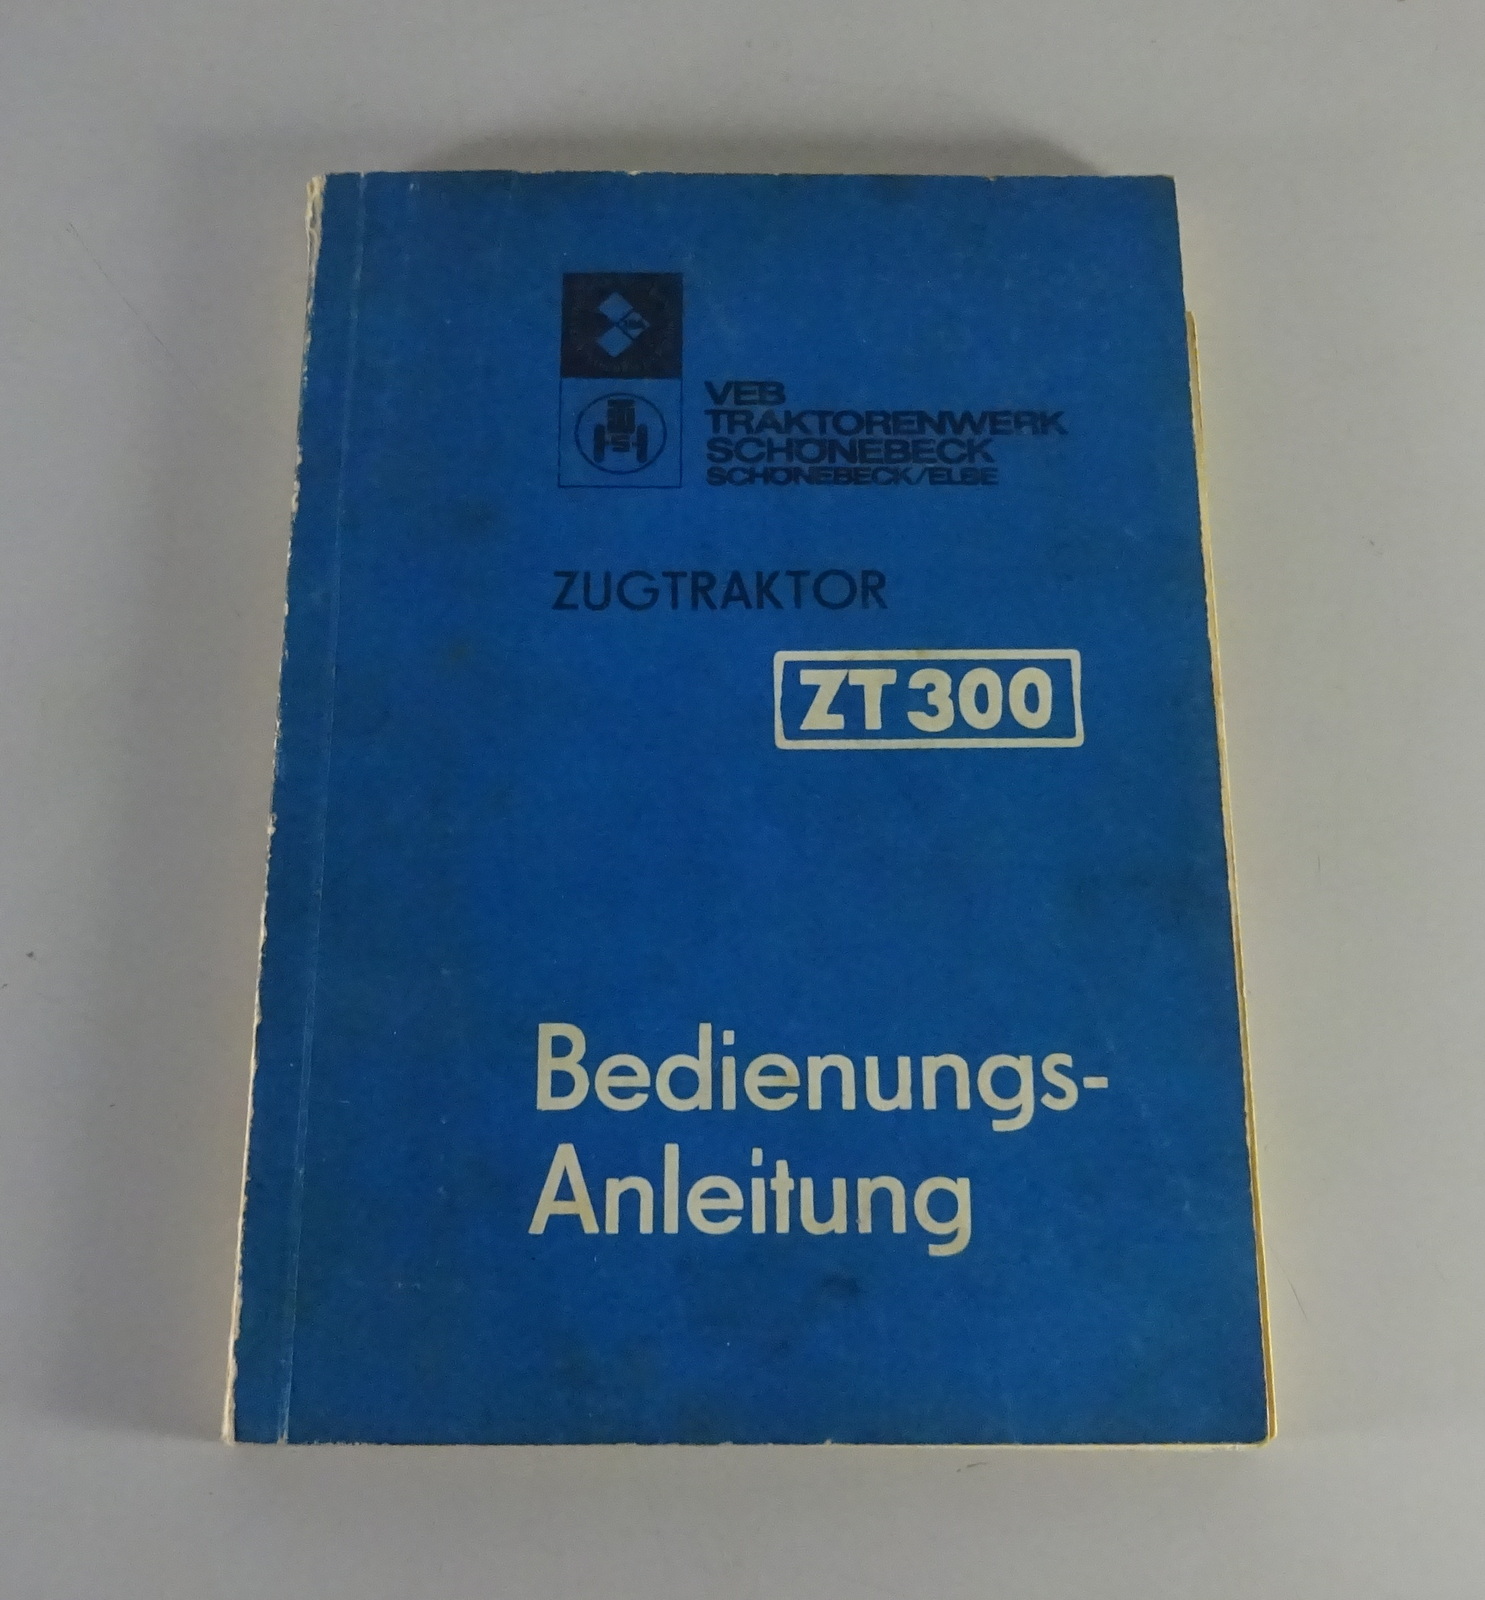 VEB
TRAKTORENWERK
SCHÖNEBECK
SCHÖNEBECK/ELBE
ZUGTRAKTOR
ZT 300
Bedienungs-
Anleitung